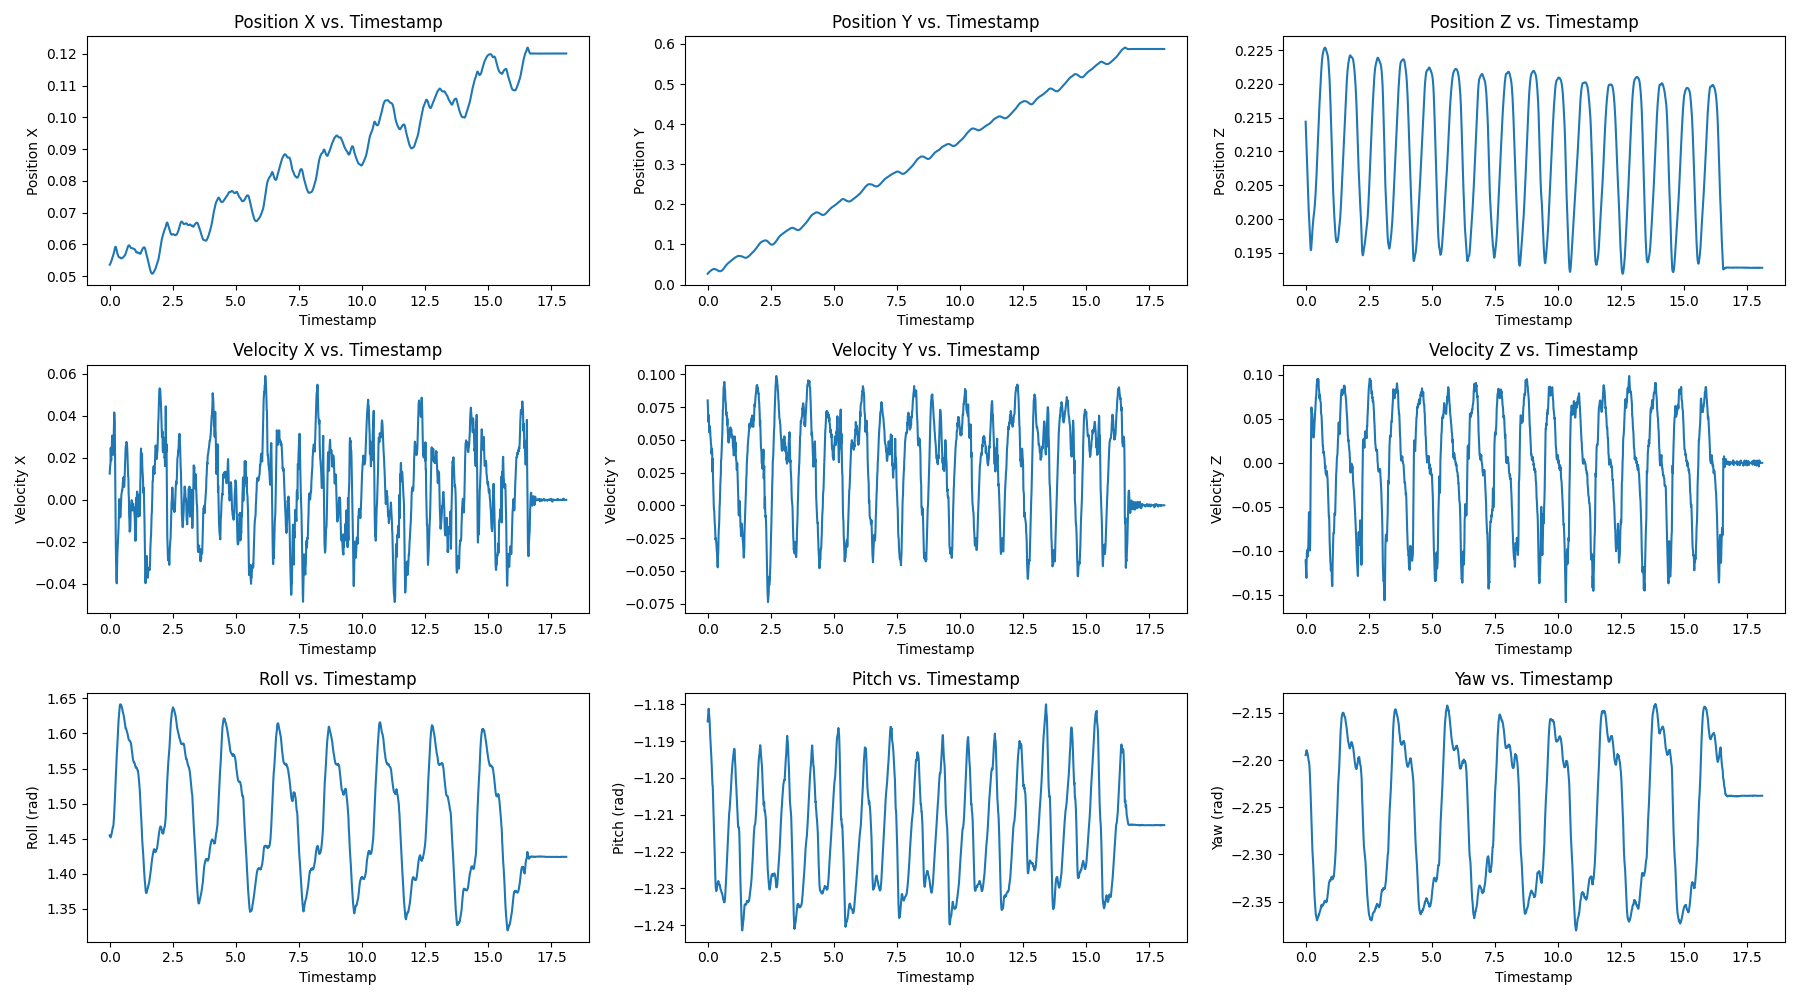 Position X vs. Timestamp
Position X
0.12
0.11
0.10
0.09
0.08
0.07
0.06
0.05
0.0 2.5 5.0 7.5 10.0 12.5 15.0 17.5
Timestamp
Position Y vs. Timestamp
Position Y
0.6
0.5
0.4
0.3
0.2
0.1
0.0
0.0 2.5 5.0 7.5 10.0 12.5 15.0 17.5
Timestamp
Position Z vs. Timestamp
Position Z
0.225
0.220
0.215
0.210
0.205
0.200
0.195
0.0 2.5 5.0 7.5 10.0 12.5 15.0 17.5
Timestamp
Velocity X vs. Timestamp
Velocity X
0.06
0.04
0.02
0.00
−0.02
−0.04
0.0 2.5 5.0 7.5 10.0 12.5 15.0 17.5
Timestamp
Velocity Y vs. Timestamp
Velocity Y
0.100
0.075
0.050
0.025
0.000
−0.025
−0.050
−0.075
0.0 2.5 5.0 7.5 10.0 12.5 15.0 17.5
Timestamp
Velocity Z vs. Timestamp
Velocity Z
0.10
0.05
0.00
−0.05
−0.10
−0.15
0.0 2.5 5.0 7.5 10.0 12.5 15.0 17.5
Timestamp
Roll vs. Timestamp
Roll (rad)
1.65
1.60
1.55
1.50
1.45
1.40
1.35
0.0 2.5 5.0 7.5 10.0 12.5 15.0 17.5
Timestamp
Pitch vs. Timestamp
Pitch (rad)
−1.18
−1.19
−1.20
−1.21
−1.22
−1.23
−1.24
0.0 2.5 5.0 7.5 10.0 12.5 15.0 17.5
Timestamp
Yaw vs. Timestamp
Yaw (rad)
−2.15
−2.20
−2.25
−2.30
−2.35
0.0 2.5 5.0 7.5 10.0 12.5 15.0 17.5
Timestamp